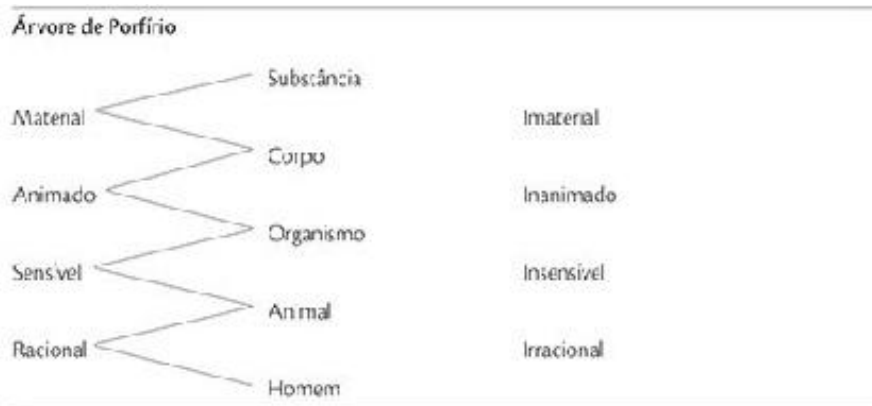 Árvore de Porfírio
Substância
Material Imaterial
Corpo
Animado Inanimado
Organismo
Sensível Insensível
Animal
Racional Irracional
Homem